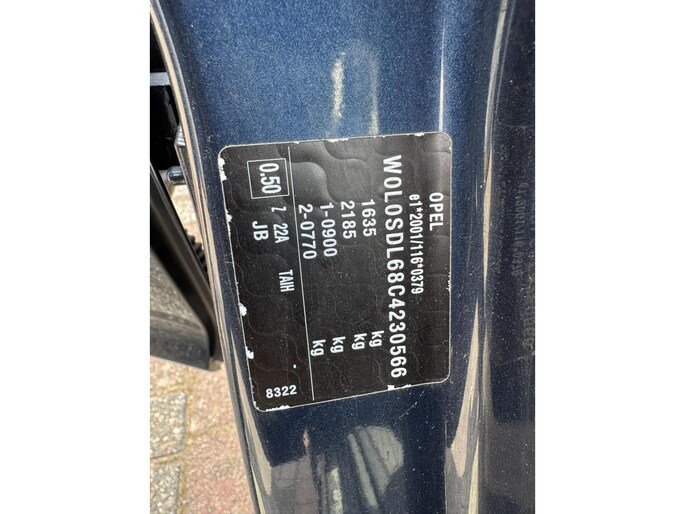 OPEL
e1*2001/116*0379
W0L0SDL68C4230566
1635 kg
2185 kg
1-0900 kg
2-0770 kg
0.50 Z 22A TAIH
JB
8322